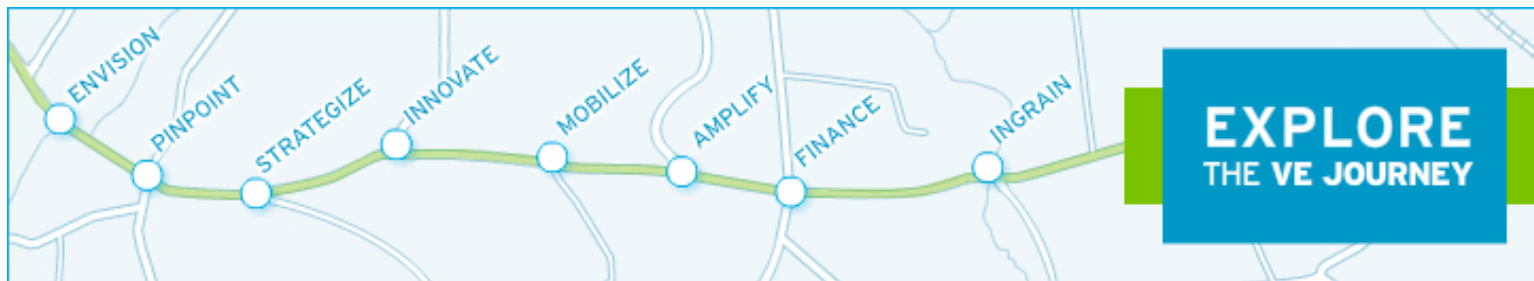 ENVISION
PINPOINT
STRATEGIZE
INNOVATE
MOBILIZE
AMPLIFY
FINANCE
INGRAIN
EXPLORE
THE VE JOURNEY